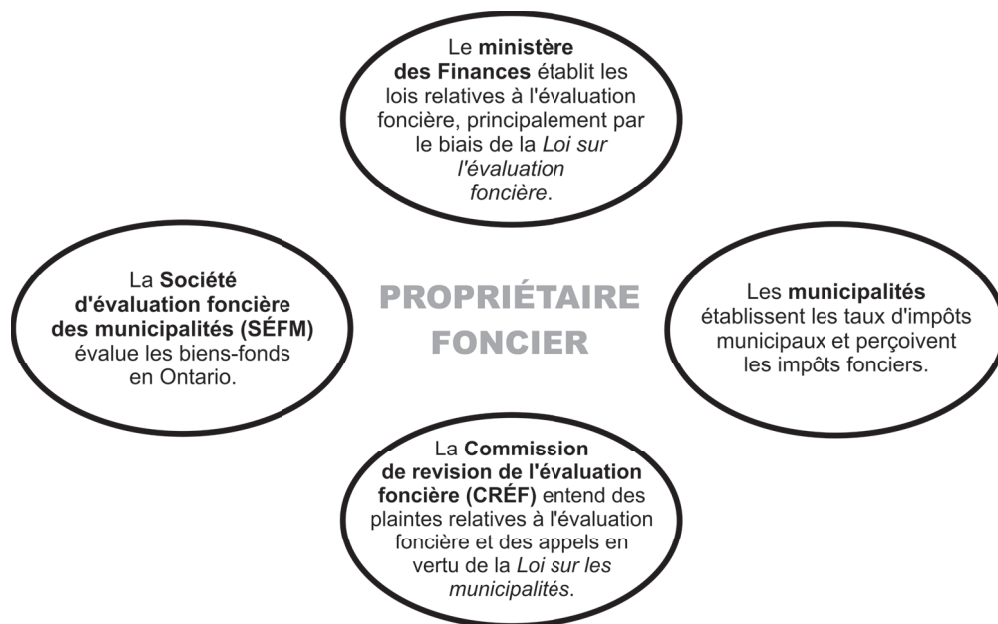 Le ministère
des Finances établit les
lois relatives à l'évaluation
foncière, principalement par
le biais de la Loi sur
l'évaluation
foncière.
La Société
d'évaluation foncière
des municipalités (SÉFM)
évalue les biens-fonds
en Ontario.
PROPRIÉTAIRE
FONCIER
Les municipalités
établissent les taux d'impôts
municipaux et perçoivent
les impôts fonciers.
La Commission
de revision de l'évaluation
foncière (CRÉF) entend des
plaintes relatives à l'évaluation
foncière et des appels en
vertu de la Loi sur les
municipalités.